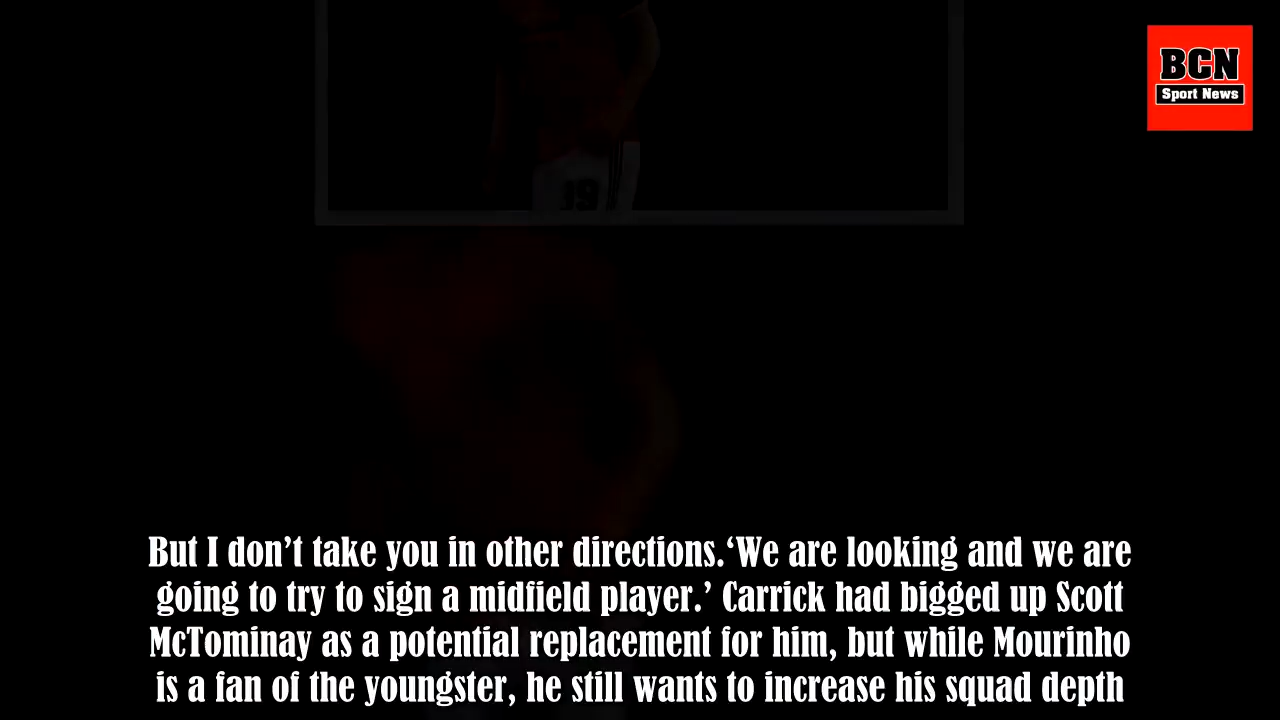 BCN
Sport News
19
But I don’t take you in other directions.‘We are looking and we are
going to try to sign a midfield player.’ Carrick had bigged up Scott
McTominay as a potential replacement for him, but while Mourinho
is a fan of the youngster, he still wants to increase his squad depth